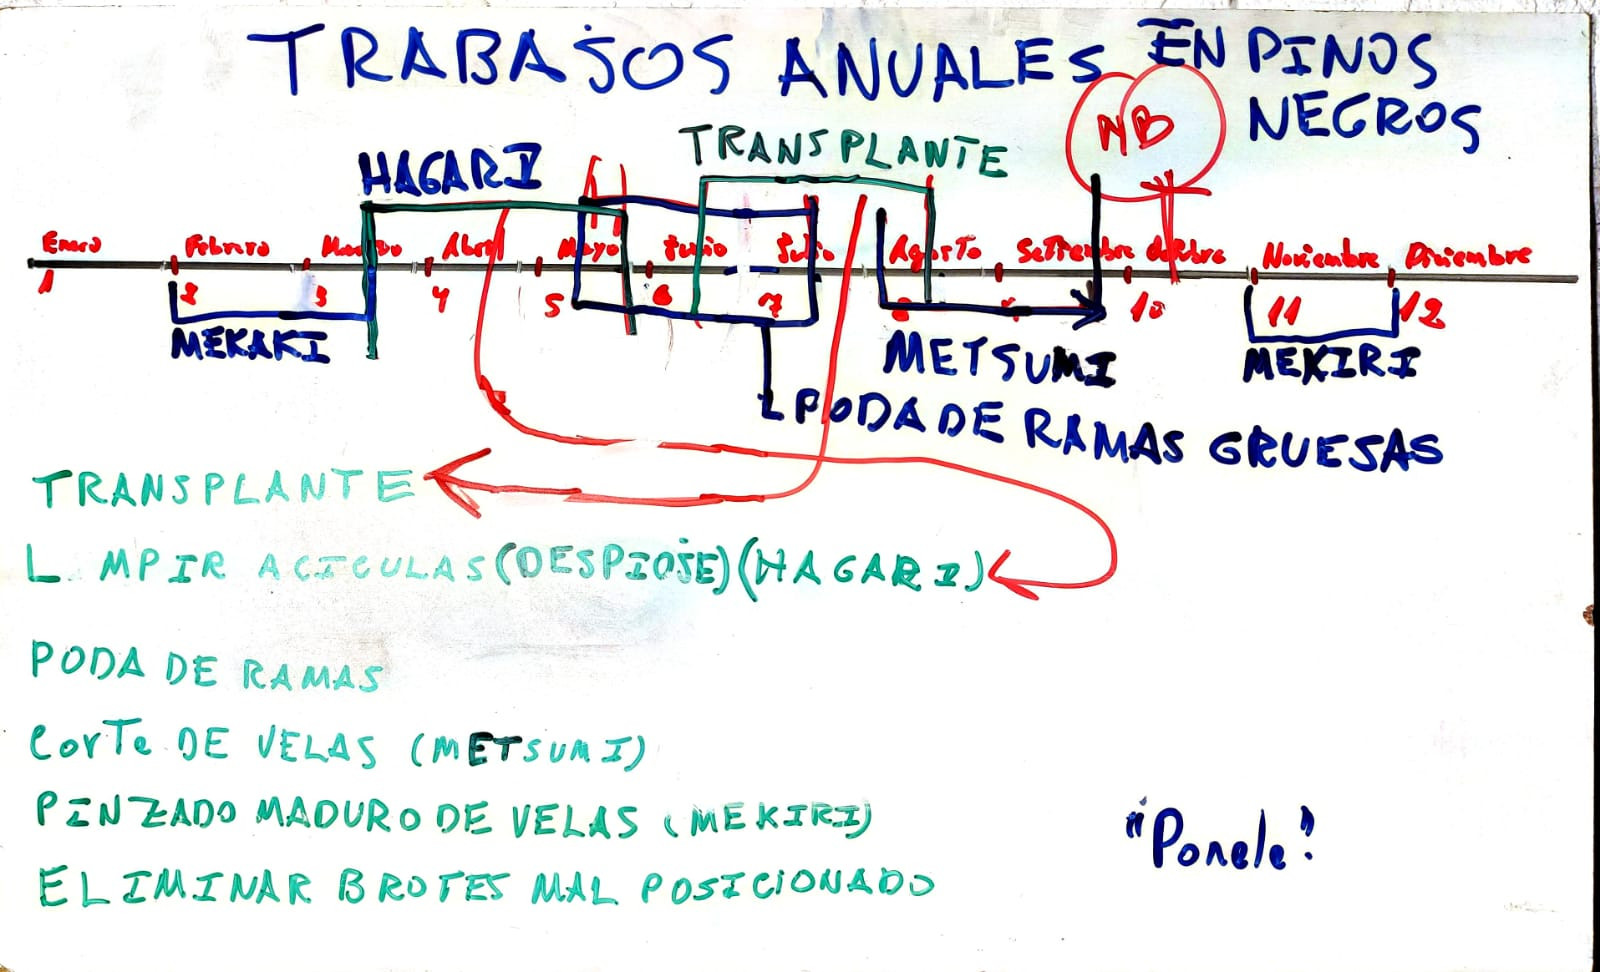 TRABAJOS ANUALES EN PINOS
NEGROS
NB
HAGARI
TRANSPLANTE
Enero Febrero Marzo Abril Mayo Junio Julio Agosto Settiembre Octubre Noviembre Diciembre
1 2 3 4 5 6 7 8 10 11 12
MEKAKI
METSUMI
MEKIRI
PODA DE RAMAS GRUESAS
TRANSPLANTE
L MPIR ACICULAS (DESPIOJE) (HAGARI)
PODA DE RAMAS
Corte DE VELAS (METSUMI)
PINZADO MADURO DE VELAS (MEKIRI)
"Ponele"
ELIMINAR BROTES MAL POSICIONADO